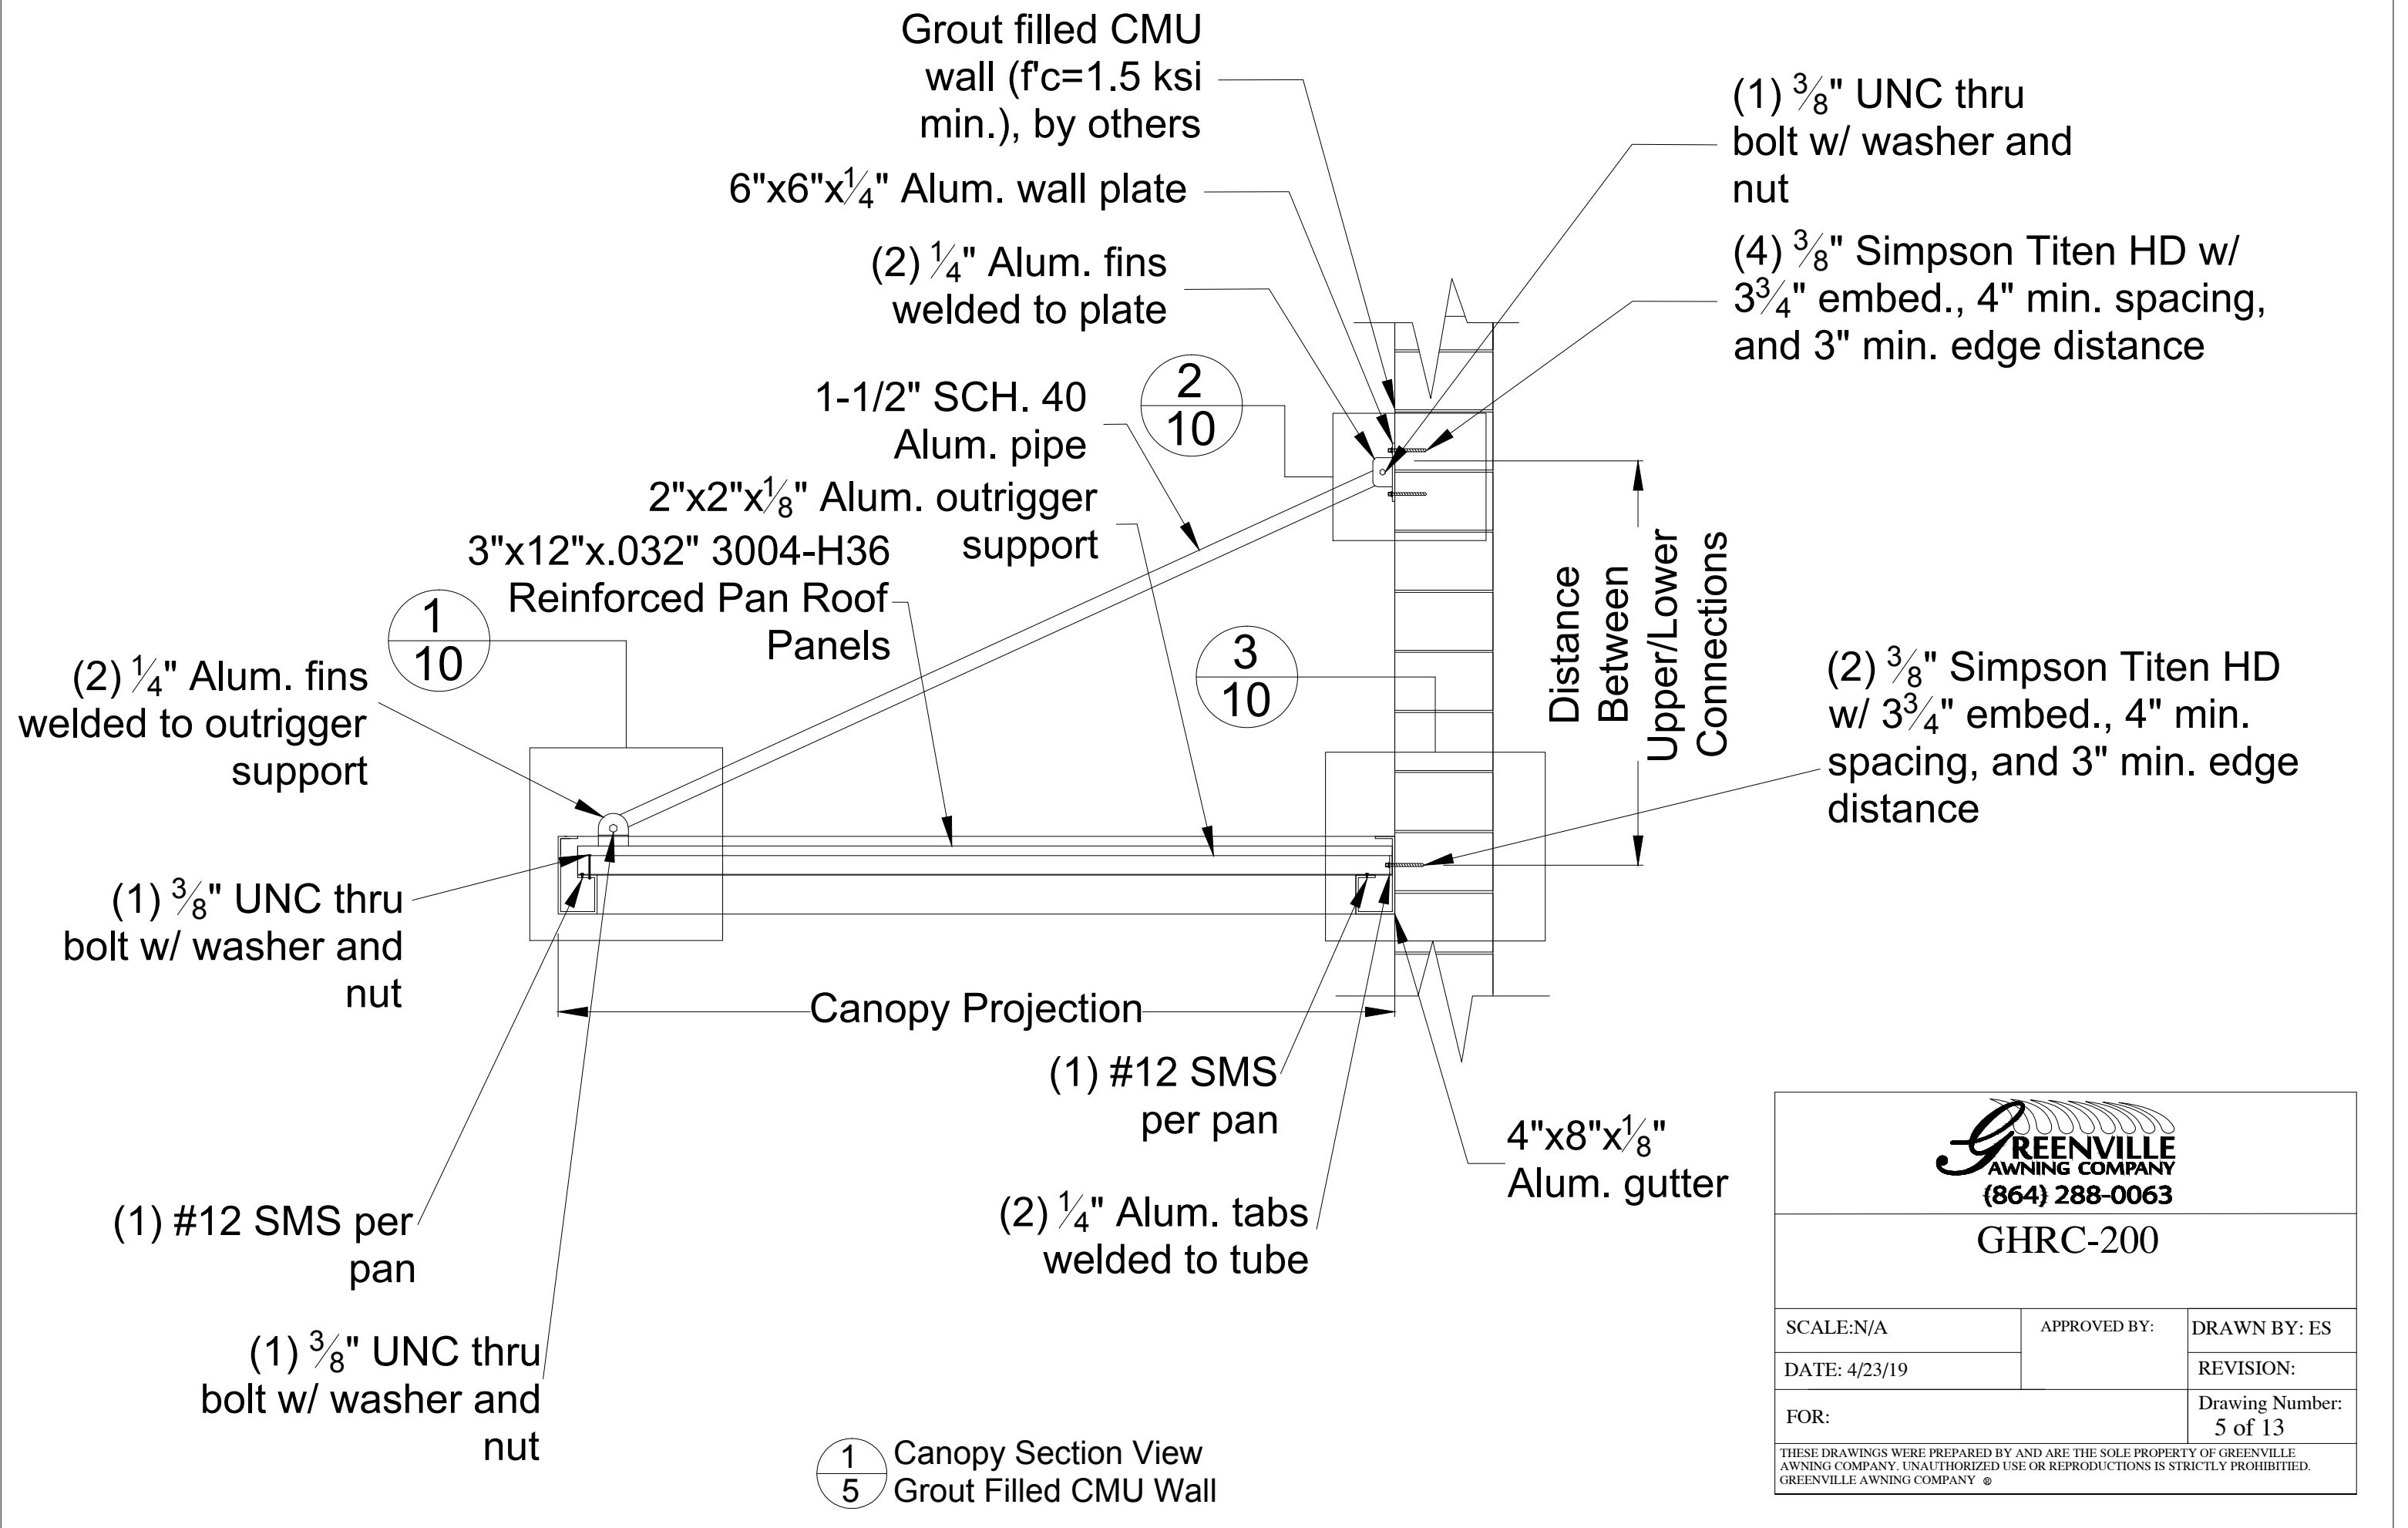 Grout filled CMU
wall (f'c=1.5 ksi
min.), by others
6"x6"x1⁄4" Alum. wall plate
(2) 1⁄4" Alum. fins
welded to plate
1-1/2" SCH. 40
Alum. pipe
2"x2"x1⁄8" Alum. outrigger
support
3"x12"x.032" 3004-H36
Reinforced Pan Roof
Panels
(2) 1⁄4" Alum. fins
welded to outrigger
support
(1) 3⁄8" UNC thru
bolt w/ washer and
nut
(1) #12 SMS per
pan
(1) 3⁄8" UNC thru
bolt w/ washer and
nut
1
10
2
10
3
10
(1) 3⁄8" UNC thru
bolt w/ washer and
nut
(4) 3⁄8" Simpson Titen HD w/
33⁄4" embed., 4" min. spacing,
and 3" min. edge distance
Distance
Between
Upper/Lower
Connections
(2) 3⁄8" Simpson Titen HD
w/ 33⁄4" embed., 4" min.
spacing, and 3" min. edge
distance
Canopy Projection
(1) #12 SMS
per pan
(2) 1⁄4" Alum. tabs
welded to tube
4"x8"x1⁄8"
Alum. gutter
1
5
Canopy Section View
Grout Filled CMU Wall
GREENVILLE
AWNING COMPANY
(864) 288-0063
GHRC-200
SCALE:N/A
APPROVED BY:
DRAWN BY: ES
DATE: 4/23/19
REVISION:
FOR:
Drawing Number:
5 of 13
THESE DRAWINGS WERE PREPARED BY AND ARE THE SOLE PROPERTY OF GREENVILLE
AWNING COMPANY. UNAUTHORIZED USE OR REPRODUCTIONS IS STRICTLY PROHIBITIED.
GREENVILLE AWNING COMPANY ®